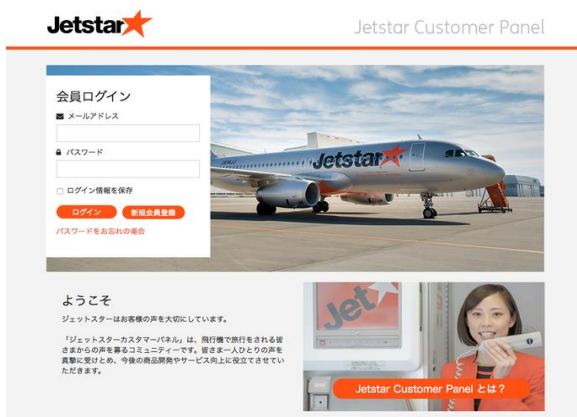 Jetstar
Jetstar Customer Panel
会員ログイン
メールアドレス
パスワード
ログイン情報を保存
ログイン 新規会員登録
パスワードをお忘れの場合
Jetstar
ようこそ
ジェットスターはお客様の声を大切にしています。
「ジェットスターカスタマーパネル」は、飛行機で旅行をされる皆
さまからの声を募るコミュニティーです。皆さま一人ひとりの声を
真摯に受けとめ、今後の商品開発やサービス向上に役立てさせてい
ただきます。
Jet
Jetstar Customer Panel とは？